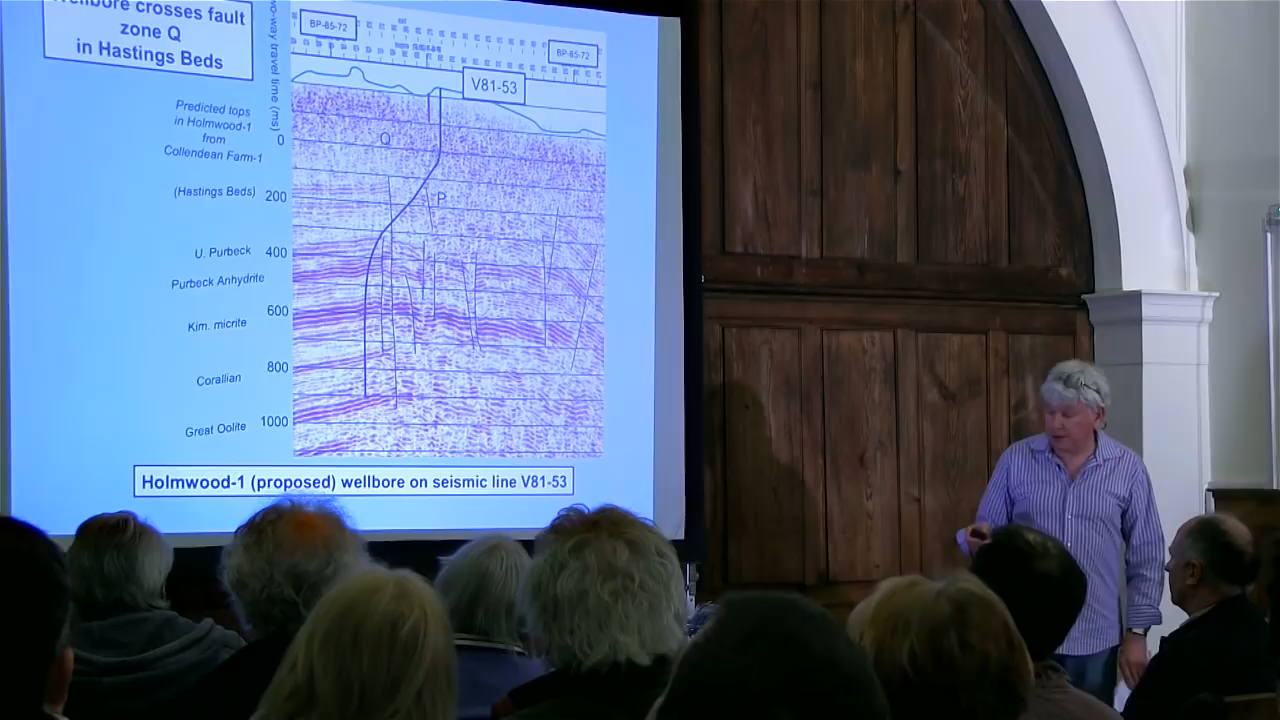 Wellbore crosses fault
zone Q
in Hastings Beds
two-way travel time (ms)
BP-85-72
BP-85-72
V81-53
Predicted tops
in Holmwood-1
from
Collendean Farm-1
0
Q
(Hastings Beds) 200
P
U. Purbeck 400
Purbeck Anhydrite
600
Kim. micrite
800
Corallian
1000
Great Oolite
Holmwood-1 (proposed) wellbore on seismic line V81-53